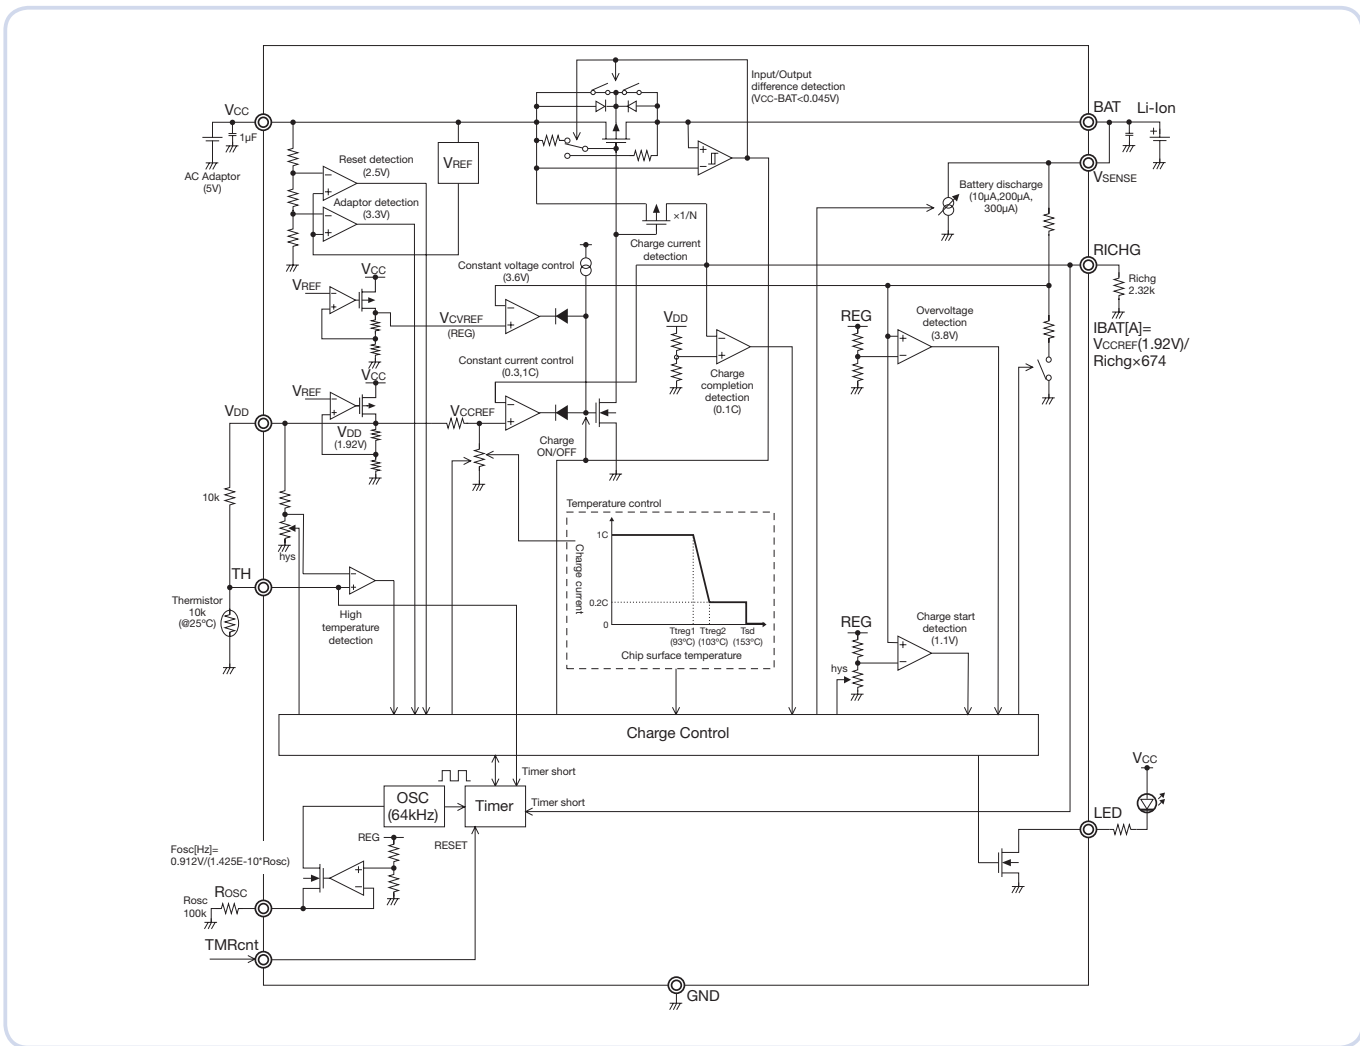 Input/Output
difference detection
(VCC-BAT<0.045V)
VCC
1µF
AC Adaptor
(5V)
BAT
Li-Ion
+
VSENSE
Reset detection
(2.5V)
Adaptor detection
(3.3V)
VREF
Battery discharge
(10µA,200µA,
300µA)
×1/N
Charge current
detection
RICHG
Richg
2.32k
IBAT[A]=
VCCREF(1.92V)/
Richg×674
VCC
VREF
Constant voltage control
(3.6V)
VCVREF
(REG)
VDD
REG
Overvoltage
detection
(3.8V)
Constant current control
(0.3,1C)
Charge
completion
detection
(0.1C)
VCC
VREF
VDD
VDD
(1.92V)
VCCREF
Charge
ON/OFF
10k
hys
TH
Thermistor
10k
(@25°C)
High
temperature
detection
Temperature control
Charge current
1C
0.2C
0
Ttreg1
(93°C)
Ttreg2
(103°C)
Tsd
(153°C)
Chip surface temperature
REG
hys
Charge start
detection
(1.1V)
Charge Control
Timer short
OSC
(64kHz)
Timer
Timer short
RESET
REG
Fosc[Hz]=
0.912V/(1.425E-10*Rosc)
ROSC
Rosc
100k
TMRcnt
VCC
LED
GND